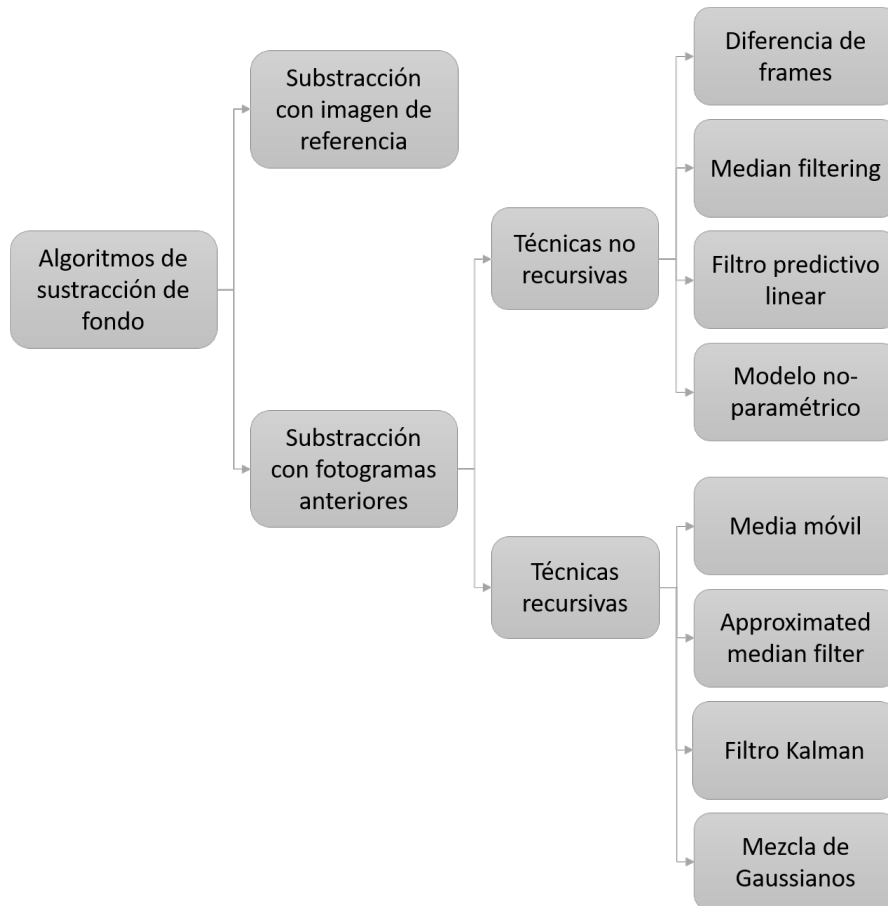 Algoritmos de
sustracción de
fondo
Substracción
con imagen de
referencia
Substracción
con fotogramas
anteriores
Técnicas no
recursivas
Técnicas
recursivas
Diferencia de
frames
Median filtering
Filtro predictivo
linear
Modelo no-
paramétrico
Media móvil
Approximated
median filter
Filtro Kalman
Mezcla de
Gaussianos